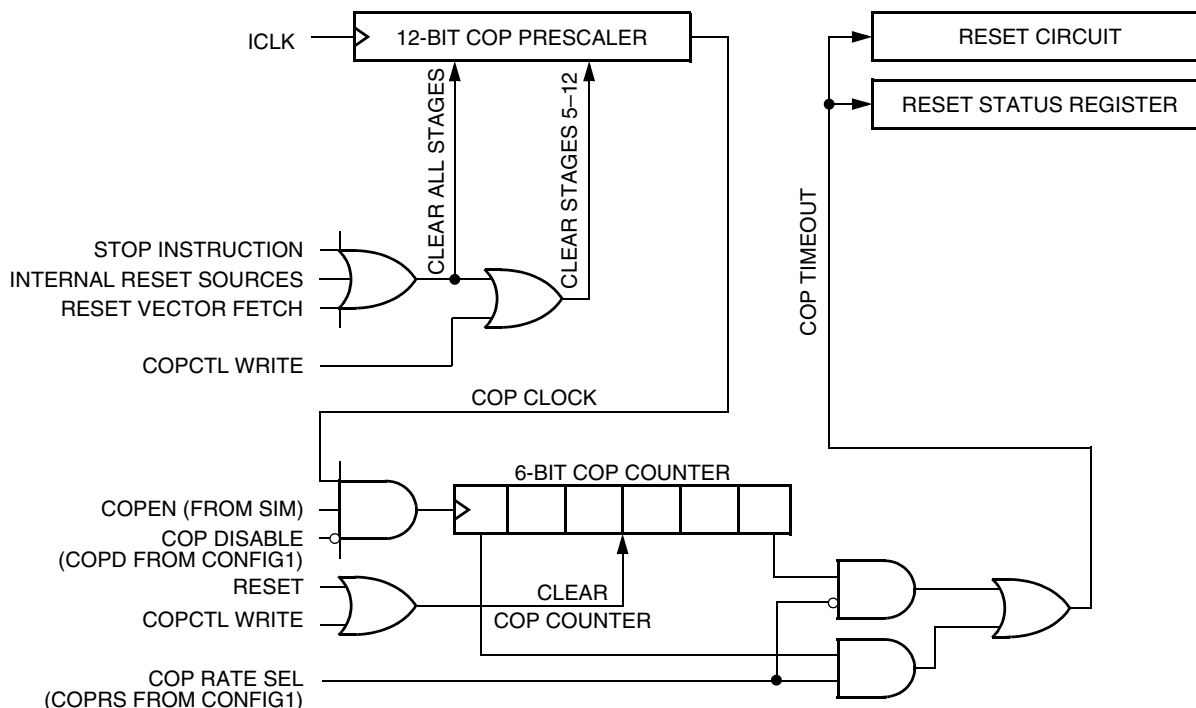 ICLK
12-BIT COP PRESCALER
RESET CIRCUIT
RESET STATUS REGISTER
CLEAR ALL STAGES
CLEAR STAGES 5–12
COP TIMEOUT
STOP INSTRUCTION
INTERNAL RESET SOURCES
RESET VECTOR FETCH
COPCTL WRITE
COP CLOCK
6-BIT COP COUNTER
COPEN (FROM SIM)
COP DISABLE
(COPD FROM CONFIG1)
RESET
COPCTL WRITE
CLEAR
COP COUNTER
COP RATE SEL
(COPRS FROM CONFIG1)